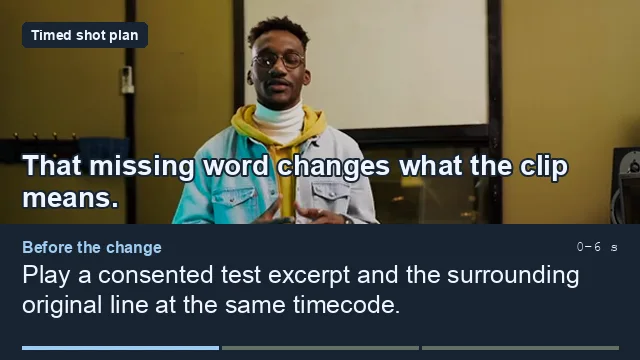 Timed shot plan
That missing word changes what the clip
means.
Before the change
0–6 s
Play a consented test excerpt and the surrounding
original line at the same timecode.